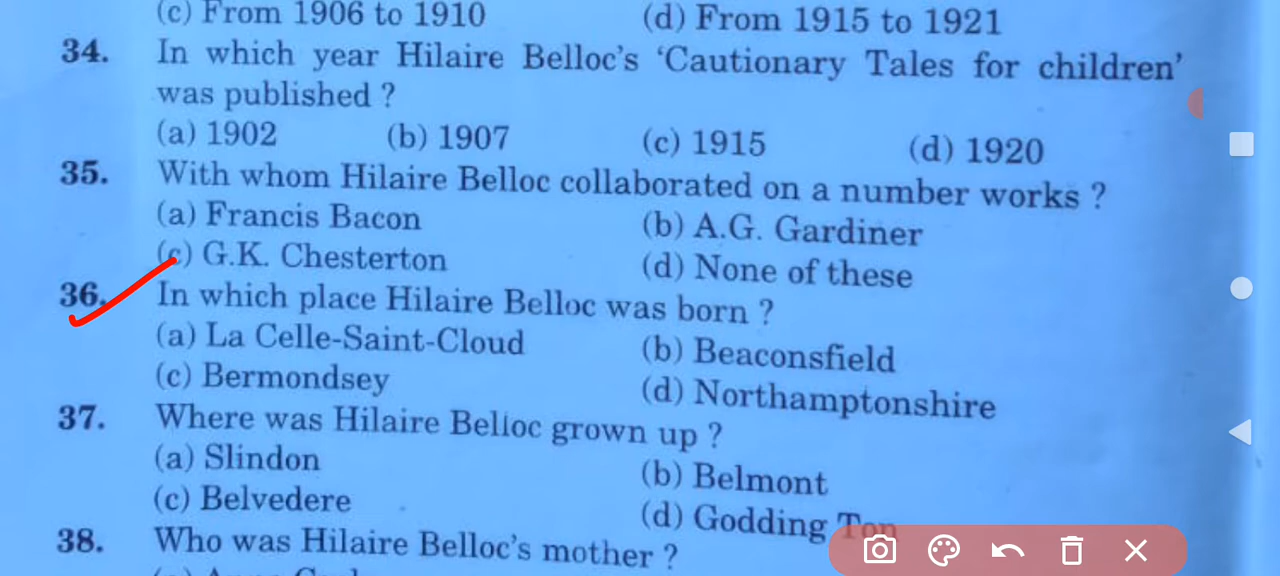 (c) From 1906 to 1910 (d) From 1915 to 1921
34. In which year Hilaire Belloc's 'Cautionary Tales for children'
was published ?
(a) 1902 (b) 1907 (c) 1915 (d) 1920
35. With whom Hilaire Belloc collaborated on a number works ?
(a) Francis Bacon (b) A.G. Gardiner
(c) G.K. Chesterton (d) None of these
36. In which place Hilaire Belloc was born ?
(a) La Celle-Saint-Cloud (b) Beaconsfield
(c) Bermondsey (d) Northamptonshire
37. Where was Hilaire Belloc grown up ?
(a) Slindon (b) Belmont
(c) Belvedere (d) Godding Ton
38. Who was Hilaire Belloc's mother ?